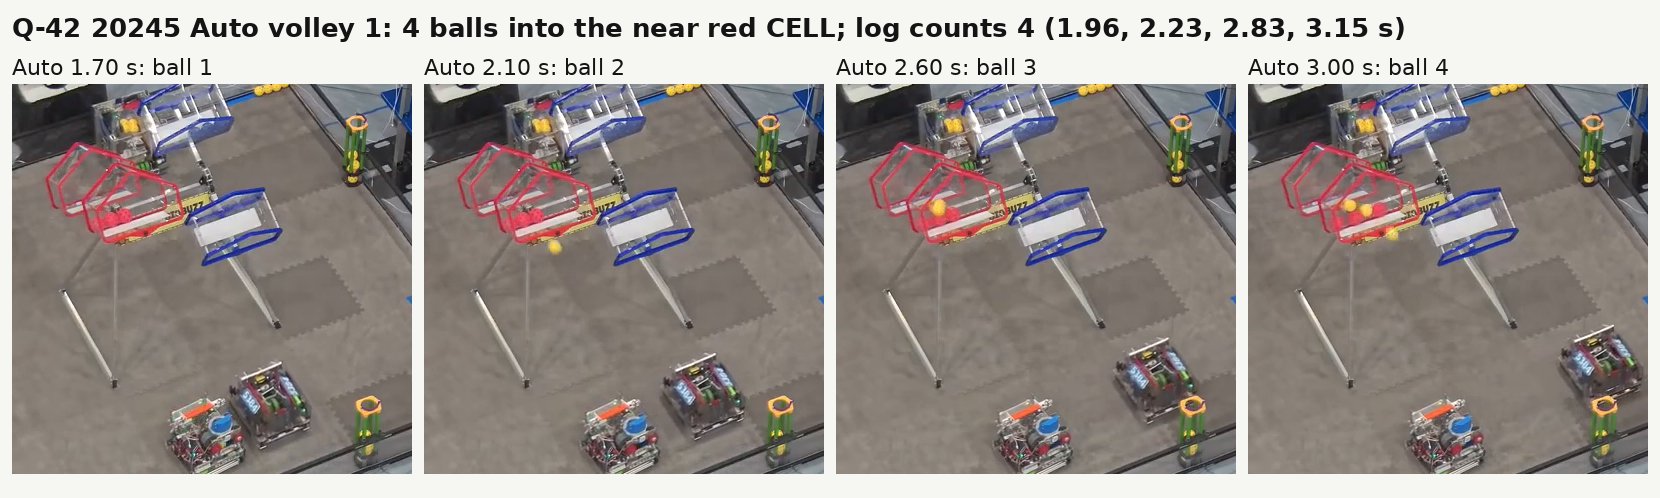 Q-42 20245 Auto volley 1: 4 balls into the near red CELL; log counts 4 (1.96, 2.23, 2.83, 3.15 s)
Auto 1.70 s: ball 1
Auto 2.10 s: ball 2
Auto 2.60 s: ball 3
Auto 3.00 s: ball 4